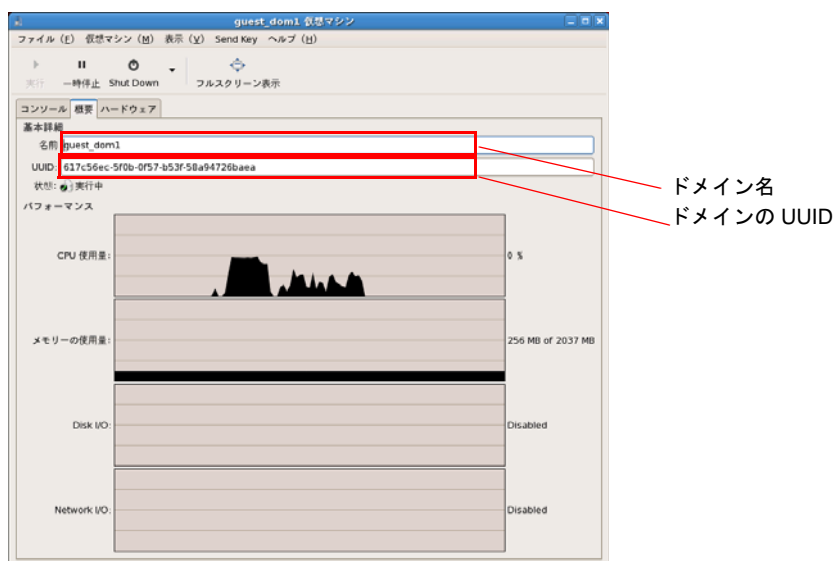 guest_dom1 仮想マシン
ファイル (F) 仮想マシン (M) 表示 (V) Send Key ヘルプ (H)
実行 一時停止 Shut Down フルスクリーン表示
コンソール 概要 ハードウェア
基本詳細
名前: guest_dom1
UUID: 617c56ec-5f0b-0f57-b53f-58a94726baea
状態: 実行中
ドメイン名
ドメインの UUID
パフォーマンス
CPU 使用量: 0 %
メモリーの使用量: 256 MB of 2037 MB
Disk I/O: Disabled
Network I/O: Disabled